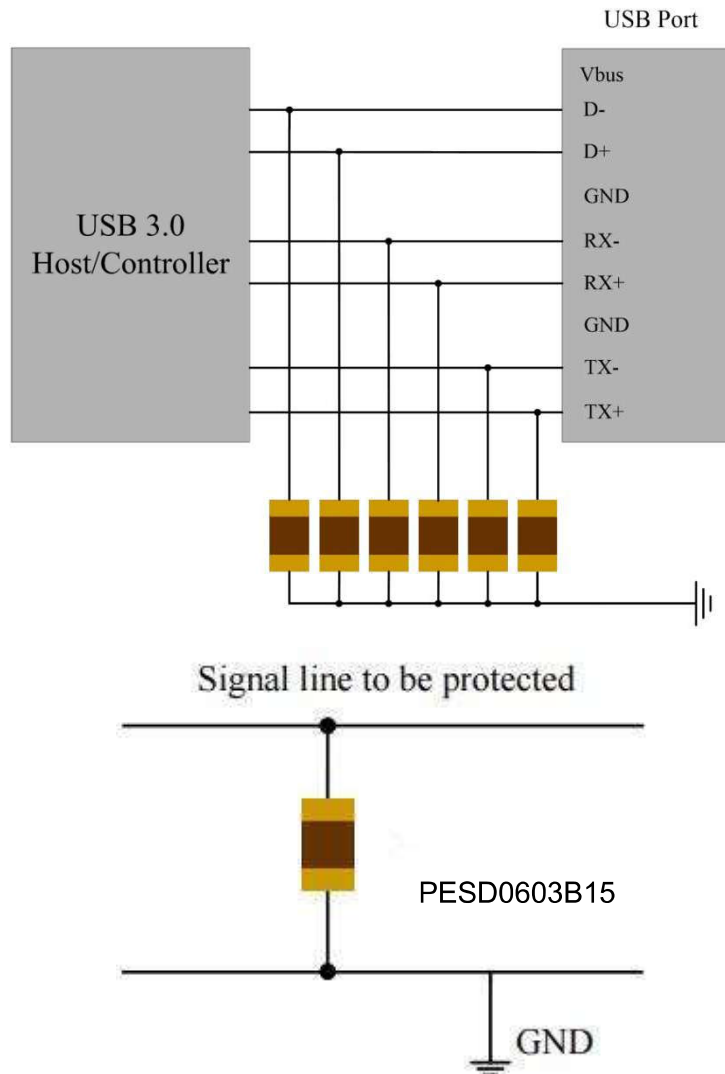 USB Port
USB 3.0
Host/Controller
Vbus
D-
D+
GND
RX-
RX+
GND
TX-
TX+
Signal line to be protected
PESD0603B15
GND